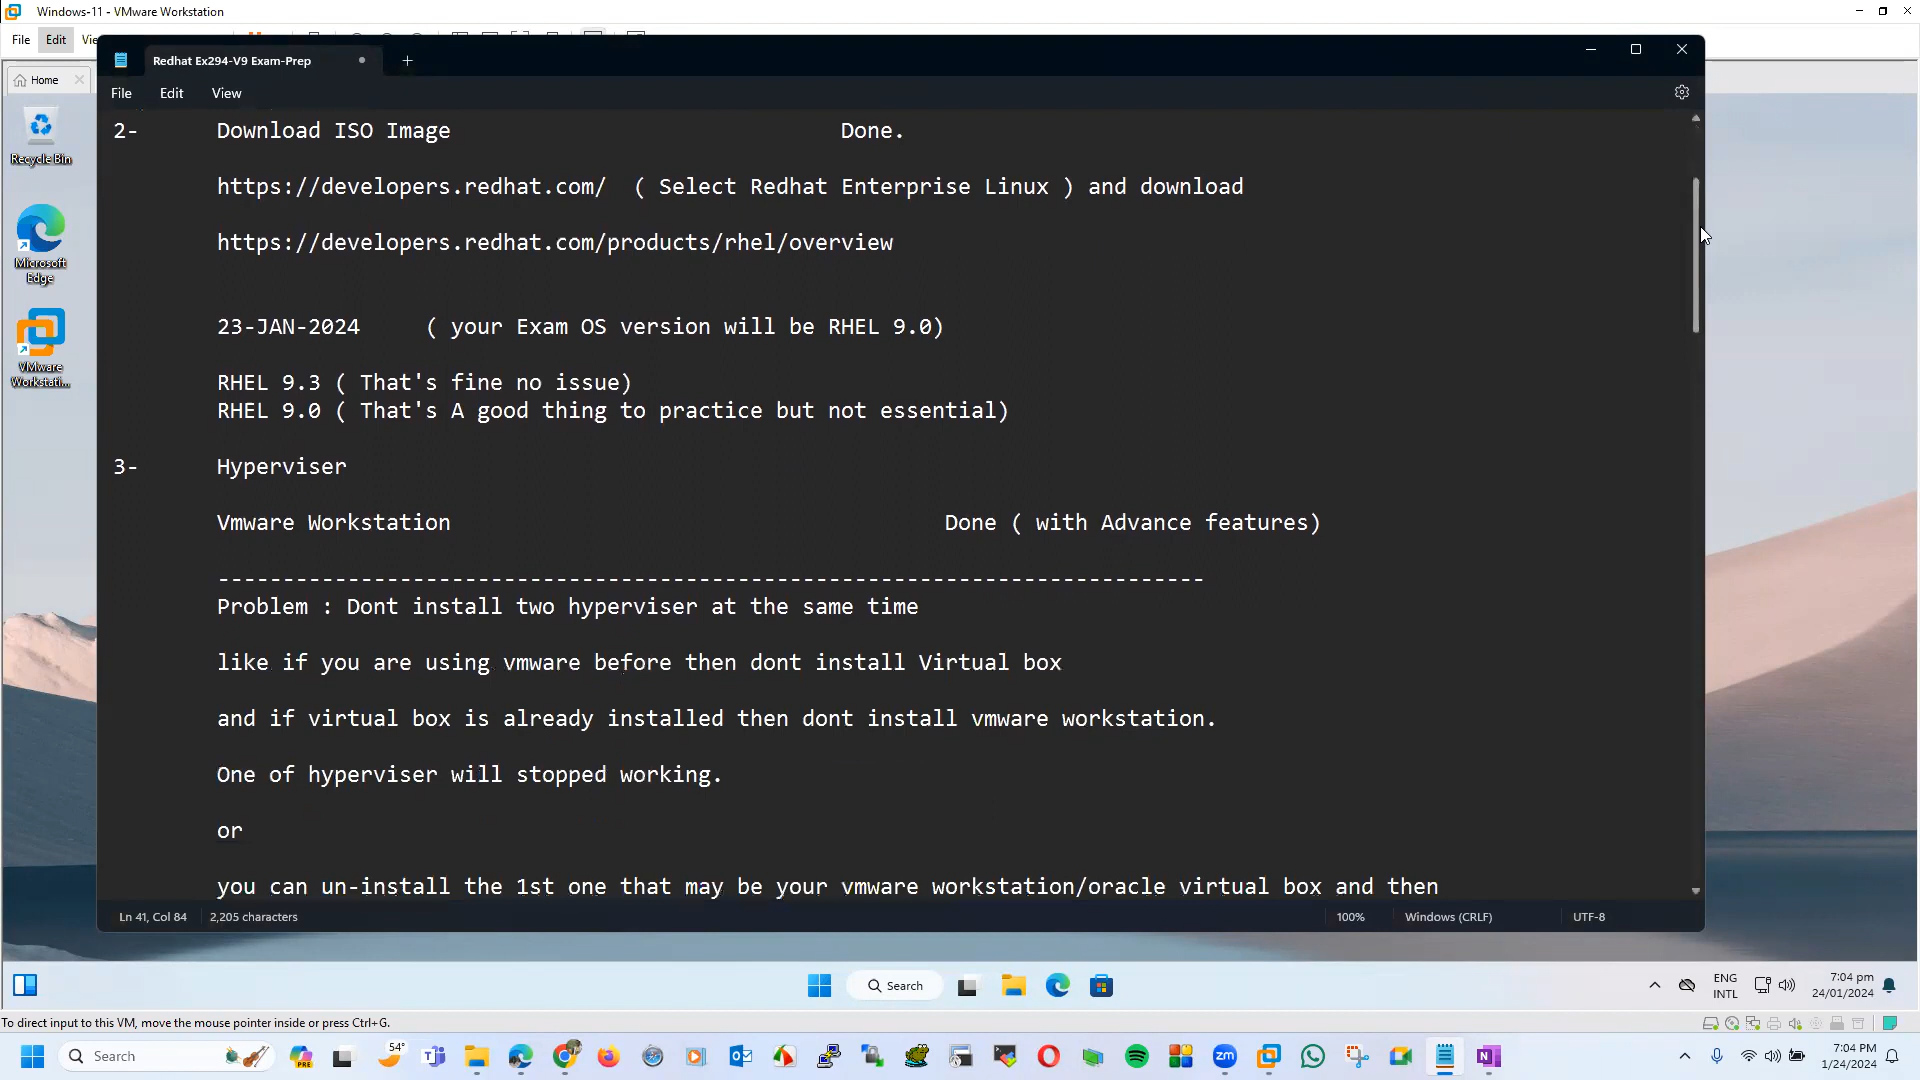 Windows-11 - VMware Workstation
File Edit Vie
Home
Redhat Ex294-V9 Exam-Prep
File Edit View
2- Download ISO Image Done.
https://developers.redhat.com/ ( Select Redhat Enterprise Linux ) and download
https://developers.redhat.com/products/rhel/overview
23-JAN-2024 ( your Exam OS version will be RHEL 9.0)
RHEL 9.3 ( That's fine no issue)
RHEL 9.0 ( That's A good thing to practice but not essential)
3- Hyperviser
Vmware Workstation Done ( with Advance features)
----------------------------------------------------------------------------
Problem : Dont install two hyperviser at the same time
like if you are using vmware before then dont install Virtual box
and if virtual box is already installed then dont install vmware workstation.
One of hyperviser will stopped working.
or
you can un-install the 1st one that may be your vmware workstation/oracle virtual box and then
Ln 41, Col 84 2,205 characters 100% Windows (CRLF) UTF-8
Recycle Bin
Microsoft
Edge
VMware
Workstati...
Search
ENG
INTL
7:04 pm
24/01/2024
To direct input to this VM, move the mouse pointer inside or press Ctrl+G.
Search
PRE
54°
zm
7:04 PM
1/24/2024